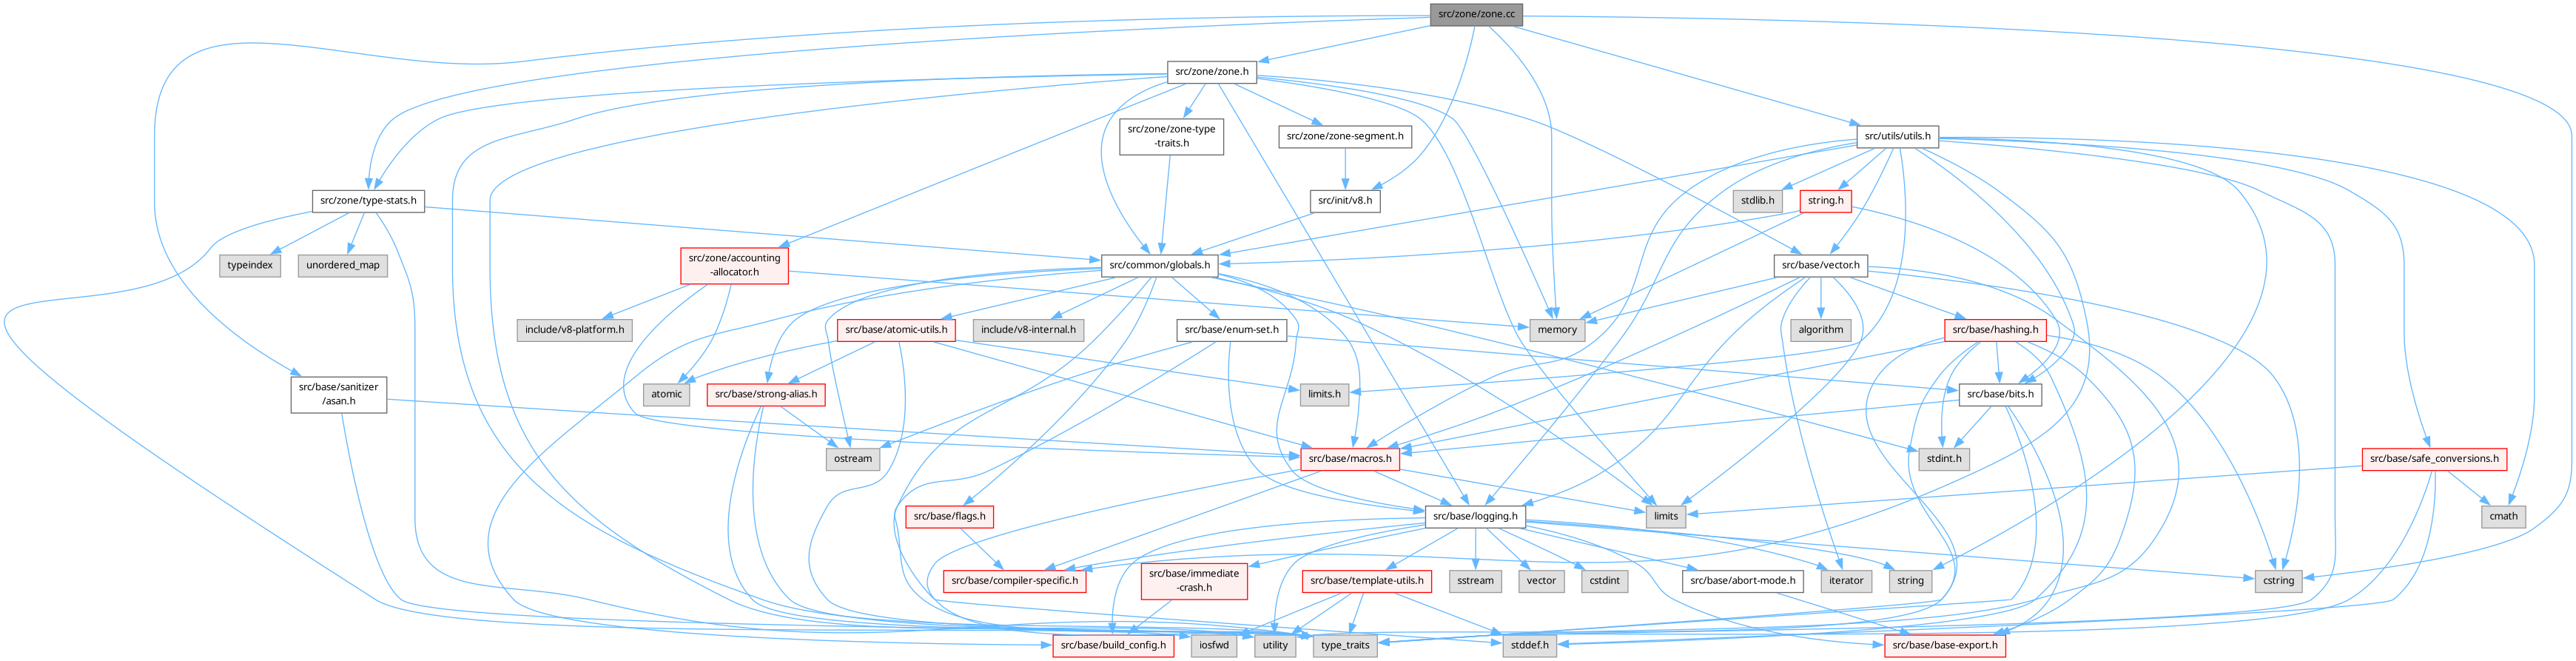 src/zone/zone.cc
src/zone/zone.h
src/zone/zone-type
-traits.h
src/zone/zone-segment.h
src/utils/utils.h
src/zone/type-stats.h
src/init/v8.h
stdlib.h
string.h
typeindex
unordered_map
src/zone/accounting
-allocator.h
src/common/globals.h
src/base/vector.h
include/v8-platform.h
src/base/atomic-utils.h
include/v8-internal.h
src/base/enum-set.h
memory
algorithm
src/base/hashing.h
src/base/sanitizer
/asan.h
atomic
src/base/strong-alias.h
limits.h
src/base/bits.h
ostream
src/base/macros.h
stdint.h
src/base/safe_conversions.h
src/base/flags.h
src/base/logging.h
limits
cmath
src/base/compiler-specific.h
src/base/immediate
-crash.h
sstream
vector
cstdint
src/base/template-utils.h
src/base/abort-mode.h
iterator
string
cstring
src/base/build_config.h
iosfwd
utility
type_traits
stddef.h
src/base/base-export.h